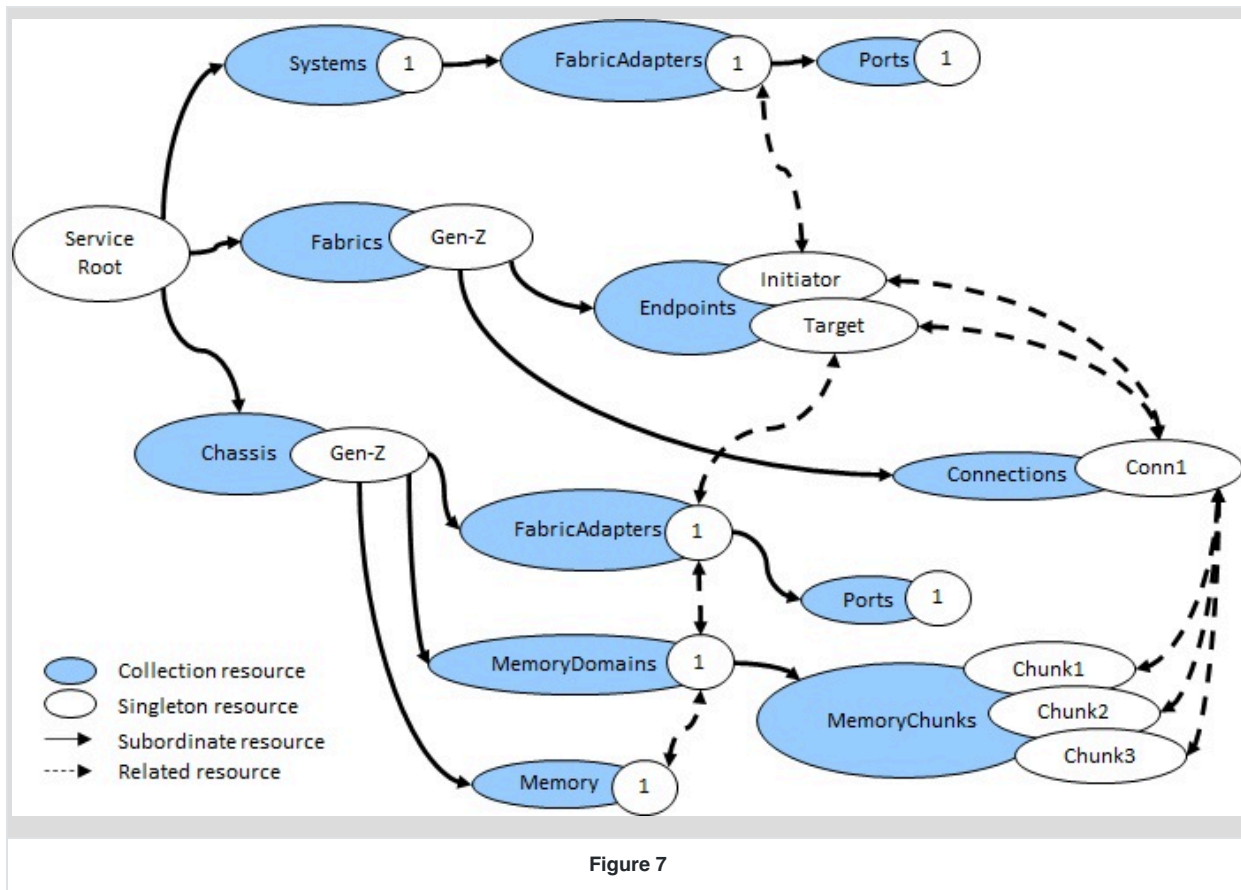 Systems
1
FabricAdapters
1
Ports
1
Service
Root
Fabrics
Gen-Z
Initiator
Endpoints
Target
Chassis
Gen-Z
Connections
Conn1
FabricAdapters
1
Ports
1
MemoryDomains
1
Chunk1
MemoryChunks
Chunk2
Chunk3
Memory
1
Collection resource
Singleton resource
Subordinate resource
Related resource
Figure 7